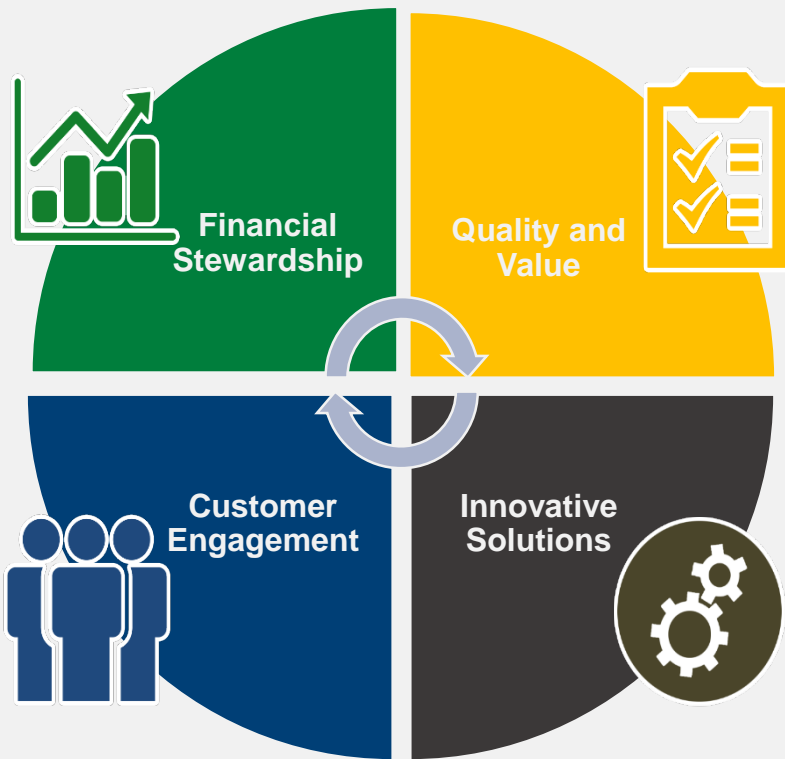 Financial
Stewardship
Quality and
Value
Customer
Engagement
Innovative
Solutions